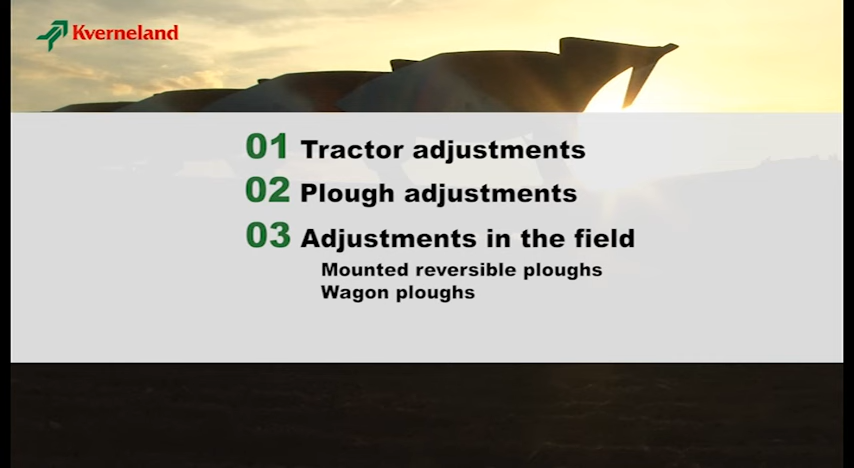 Kverneland
01 Tractor adjustments
02 Plough adjustments
03 Adjustments in the field
Mounted reversible ploughs
Wagon ploughs